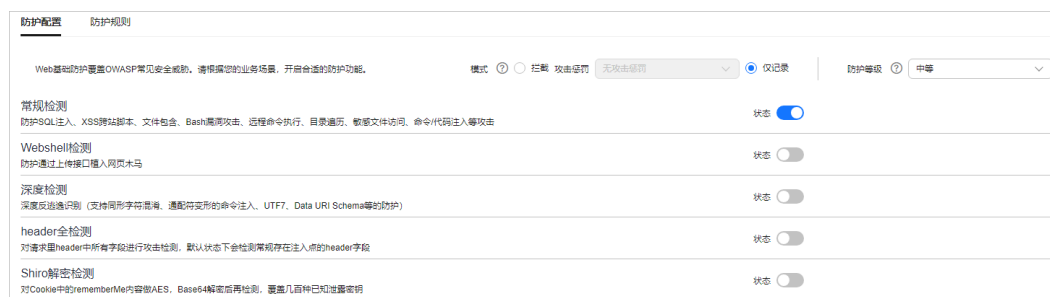 防护配置 防护规则
Web基础防护覆盖OWASP常见安全威胁。请根据您的业务场景，开启合适的防护功能。 模式 ? 拦截 攻击惩罚 无攻击惩罚 仅记录 防护等级 ? 中等
常规检测
防护SQL注入、XSS跨站脚本、文件包含、Bash漏洞攻击、远程命令执行、目录遍历、敏感文件访问、命令/代码注入等攻击 状态
Webshell检测
防护通过上传接口植入网页木马 状态
深度检测
深度反逃逸识别（支持同形字符混淆、通配符变形的命令注入、UTF7、Data URI Schema等的防护） 状态
header全检测
对请求里header中所有字段进行攻击检测，默认状态下会检测常规存在注入点的header字段 状态
Shiro解密检测
对Cookie中的rememberMe内容做AES，Base64解密后再检测，覆盖几百种已知泄露密钥 状态